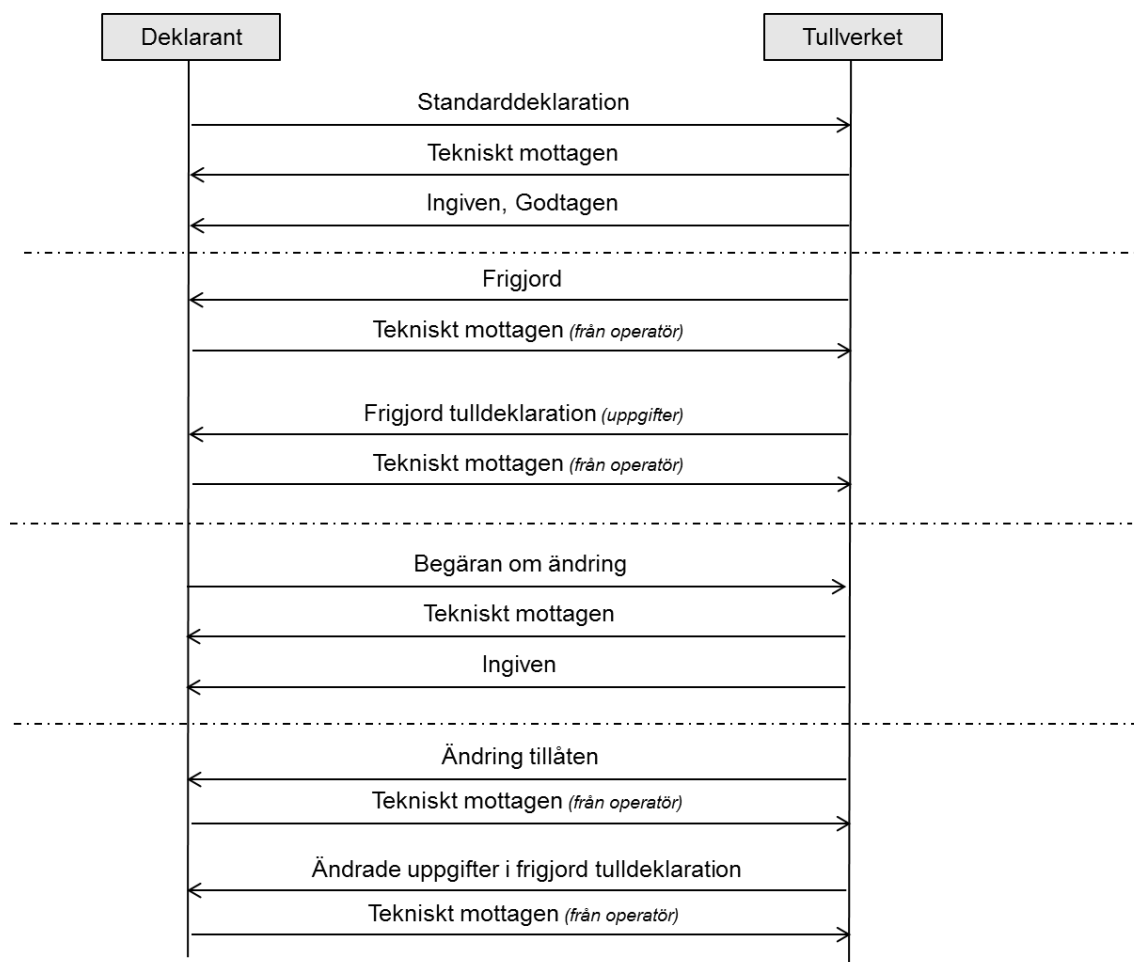 Deklarant
Tullverket
Standarddeklaration
Tekniskt mottagen
Ingiven, Godtagen
Frigjord
Tekniskt mottagen (från operatör)
Frigjord tulldeklaration (uppgifter)
Tekniskt mottagen (från operatör)
Begäran om ändring
Tekniskt mottagen
Ingiven
Ändring tillåten
Tekniskt mottagen (från operatör)
Ändrade uppgifter i frigjord tulldeklaration
Tekniskt mottagen (från operatör)